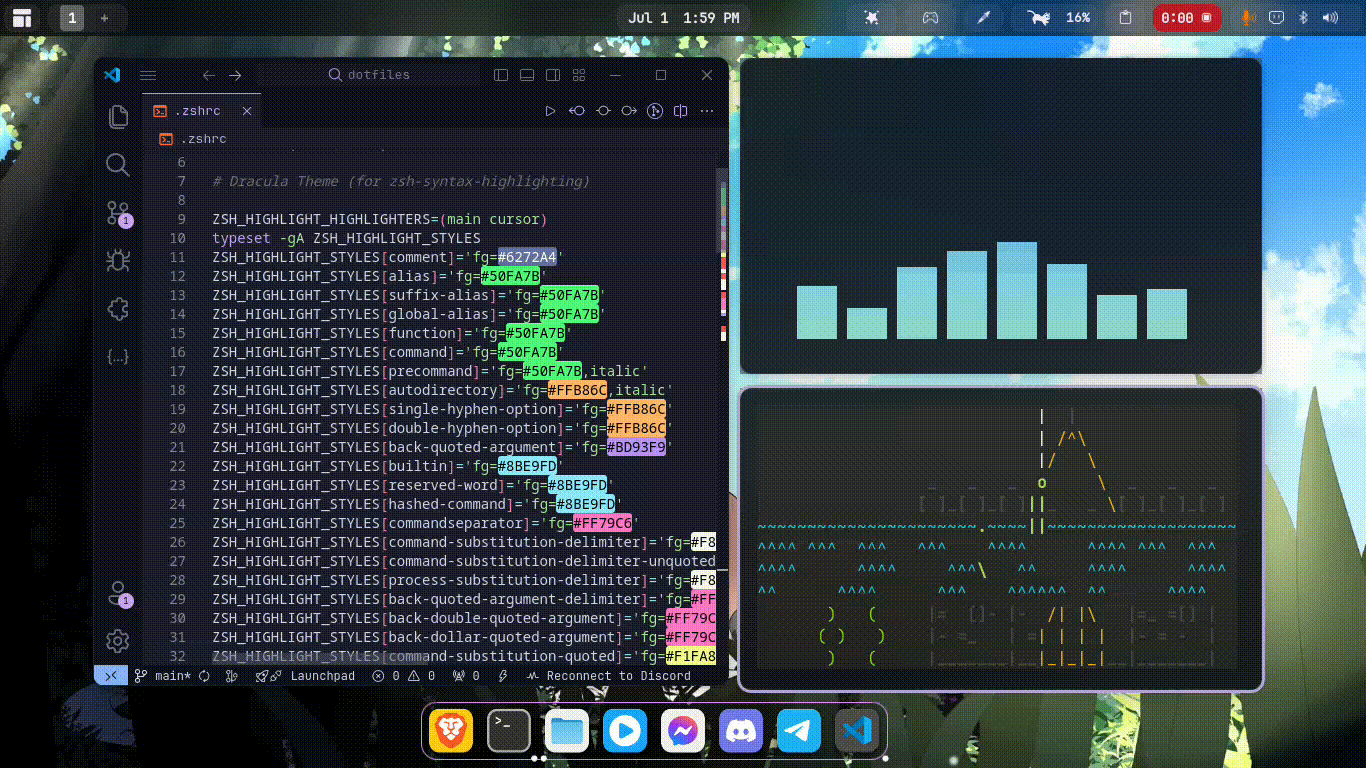 1 +
Jul 1 1:59 PM
16%
0:00
dotfiles
.zshrc
.zshrc
6
7 # Dracula Theme (for zsh-syntax-highlighting)
8
9 ZSH_HIGHLIGHT_HIGHLIGHTERS=(main cursor)
10 typeset -gA ZSH_HIGHLIGHT_STYLES
11 ZSH_HIGHLIGHT_STYLES[comment]='fg=#6272A4'
12 ZSH_HIGHLIGHT_STYLES[alias]='fg=#50FA7B'
13 ZSH_HIGHLIGHT_STYLES[suffix-alias]='fg=#50FA7B'
14 ZSH_HIGHLIGHT_STYLES[global-alias]='fg=#50FA7B'
15 ZSH_HIGHLIGHT_STYLES[function]='fg=#50FA7B'
16 ZSH_HIGHLIGHT_STYLES[command]='fg=#50FA7B'
17 ZSH_HIGHLIGHT_STYLES[precommand]='fg=#50FA7B,italic'
18 ZSH_HIGHLIGHT_STYLES[autodirectory]='fg=#FFB86C,italic'
19 ZSH_HIGHLIGHT_STYLES[single-hyphen-option]='fg=#FFB86C'
20 ZSH_HIGHLIGHT_STYLES[double-hyphen-option]='fg=#FFB86C'
21 ZSH_HIGHLIGHT_STYLES[back-quoted-argument]='fg=#BD93F9'
22 ZSH_HIGHLIGHT_STYLES[builtin]='fg=#8BE9FD'
23 ZSH_HIGHLIGHT_STYLES[reserved-word]='fg=#8BE9FD'
24 ZSH_HIGHLIGHT_STYLES[hashed-command]='fg=#8BE9FD'
25 ZSH_HIGHLIGHT_STYLES[commandseparator]='fg=#FF79C6'
26 ZSH_HIGHLIGHT_STYLES[command-substitution-delimiter]='fg=#F8
27 ZSH_HIGHLIGHT_STYLES[command-substitution-delimiter-unquoted
28 ZSH_HIGHLIGHT_STYLES[process-substitution-delimiter]='fg=#F8
29 ZSH_HIGHLIGHT_STYLES[back-quoted-argument-delimiter]='fg=#FF
30 ZSH_HIGHLIGHT_STYLES[back-double-quoted-argument]='fg=#FF79C
31 ZSH_HIGHLIGHT_STYLES[back-dollar-quoted-argument]='fg=#FF79C
32 ZSH_HIGHLIGHT_STYLES[command-substitution-quoted]='fg=#F1FA8
1
1
main* Launchpad 0 0 0 Reconnect to Discord